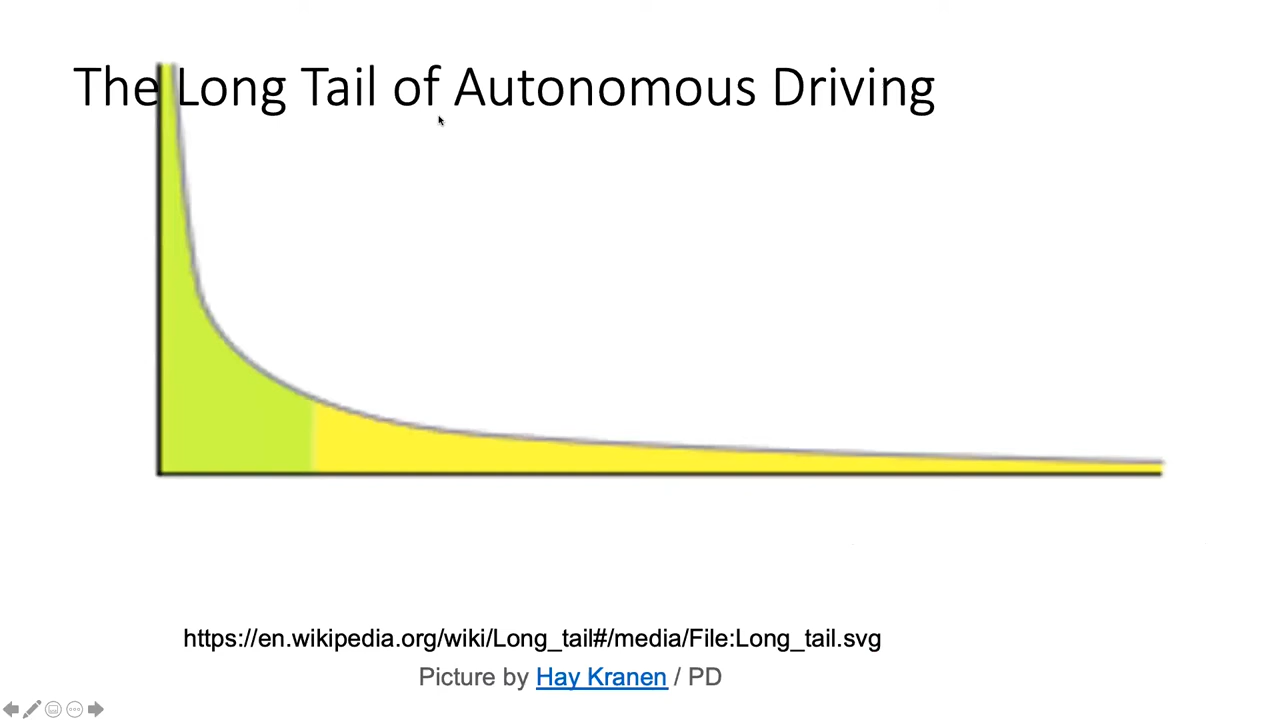 The Long Tail of Autonomous Driving
https://en.wikipedia.org/wiki/Long_tail#/media/File:Long_tail.svg
Picture by Hay Kranen / PD